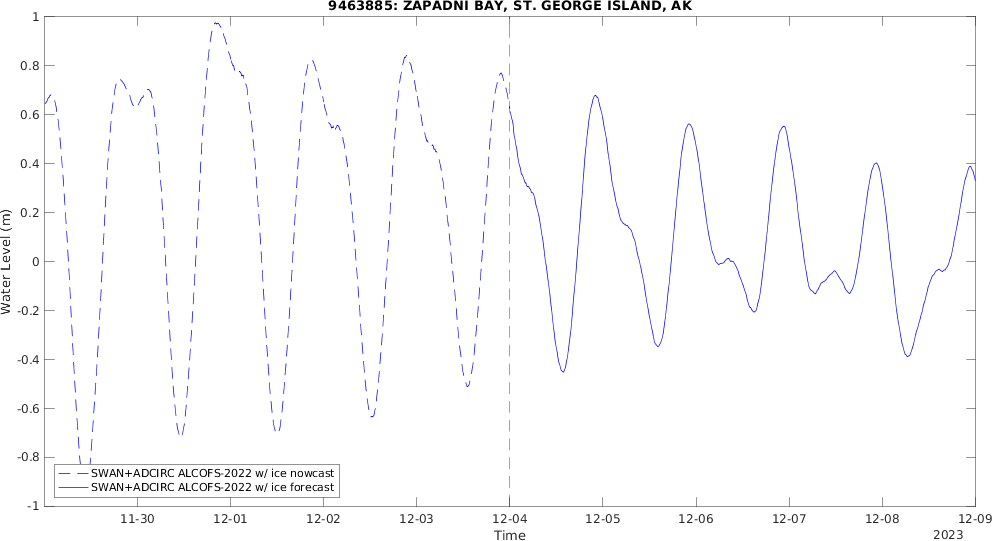 9463885: ZAPADNI BAY, ST. GEORGE ISLAND, AK
1
0.8
0.6
0.4
0.2
0
-0.2
-0.4
-0.6
-0.8
-1
Water Level (m)
SWAN+ADCIRC ALCOFS-2022 w/ ice nowcast
SWAN+ADCIRC ALCOFS-2022 w/ ice forecast
11-30 12-01 12-02 12-03 12-04 12-05 12-06 12-07 12-08 12-09
Time
2023